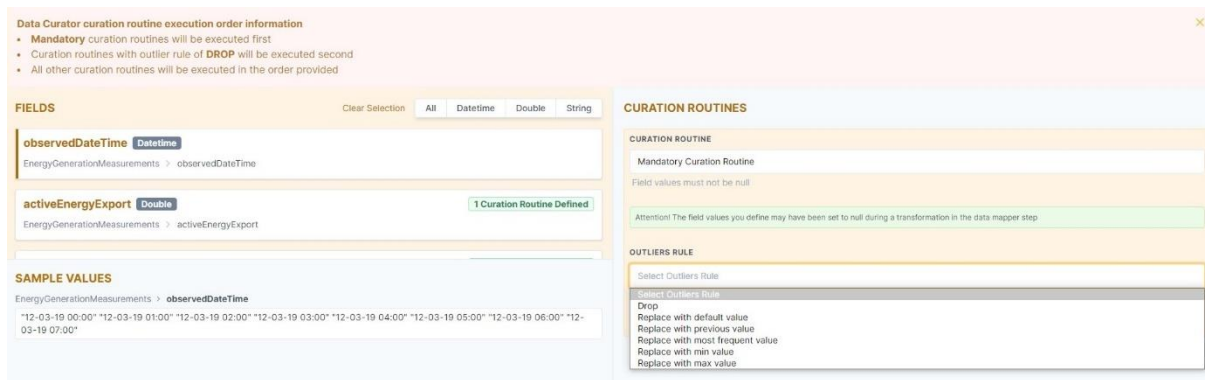 Data Curator curation routine execution order information
• Mandatory curation routines will be executed first
• Curation routines with outlier rule of DROP will be executed second
• All other curation routines will be executed in the order provided
FIELDS
Clear Selection
All
Datetime
Double
String
observedDateTime Datetime
EnergyGenerationMeasurements > observedDateTime
activeEnergyExport Double
1 Curation Routine Defined
EnergyGenerationMeasurements > activeEnergyExport
SAMPLE VALUES
EnergyGenerationMeasurements > observedDateTime
"12-03-19 00:00" "12-03-19 01:00" "12-03-19 02:00" "12-03-19 03:00" "12-03-19 04:00" "12-03-19 05:00" "12-03-19 06:00" "12-
03-19 07:00"
CURATION ROUTINES
CURATION ROUTINE
Mandatory Curation Routine
Field values must not be null
Attention! The field values you define may have been set to null during a transformation in the data mapper step
OUTLIERS RULE
Select Outliers Rule
Select Outliers Rule
Drop
Replace with default value
Replace with previous value
Replace with most frequent value
Replace with min value
Replace with max value